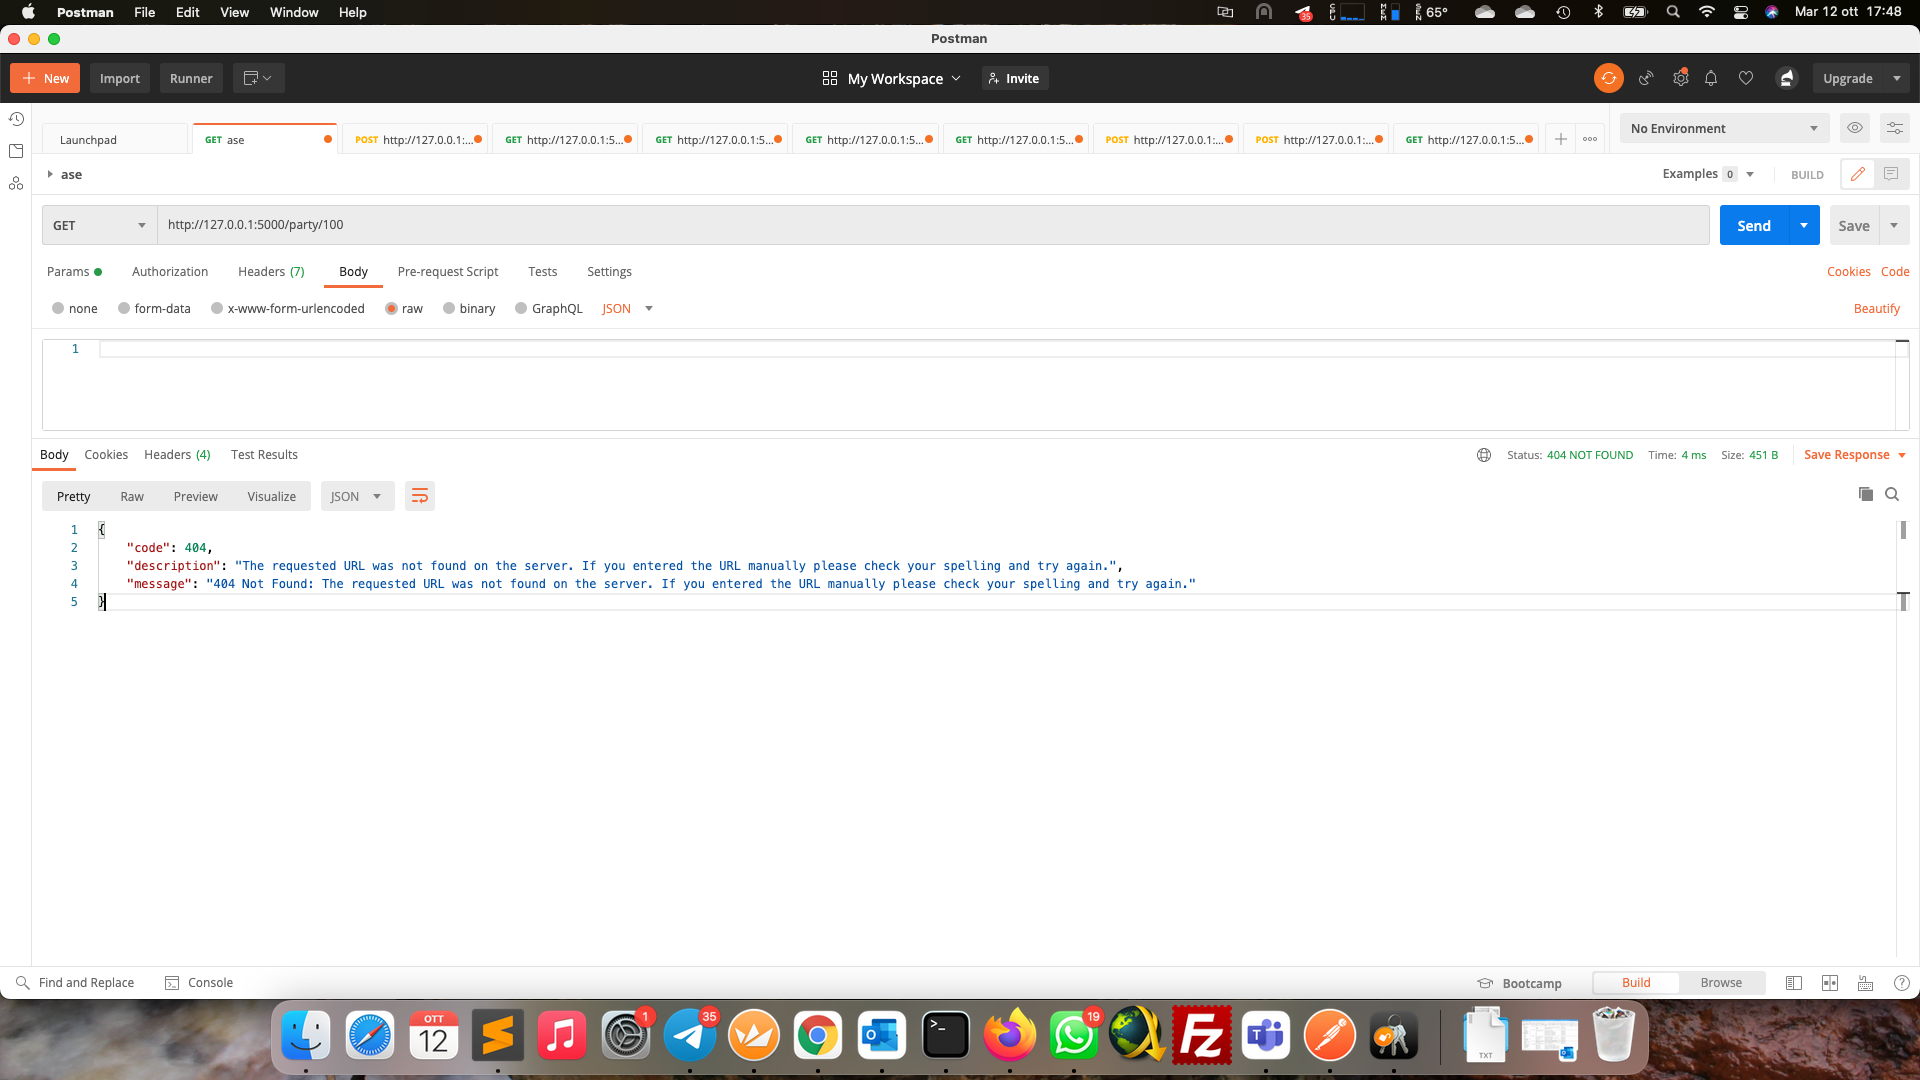 Postman File Edit View Window Help 35 CPU MEM SEN 65° Mar 12 ott 17:48
Postman
New Import Runner My Workspace Invite Upgrade
Launchpad GET ase POST http://127.0.0.1:... GET http://127.0.0.1:5... GET http://127.0.0.1:5... GET http://127.0.0.1:5... GET http://127.0.0.1:5... POST http://127.0.0.1:... POST http://127.0.0.1:... GET http://127.0.0.1:5... No Environment
ase Examples 0 BUILD
GET http://127.0.0.1:5000/party/100 Send Save
Params Authorization Headers (7) Body Pre-request Script Tests Settings Cookies Code
none form-data x-www-form-urlencoded raw binary GraphQL JSON Beautify
1
Body Cookies Headers (4) Test Results Status: 404 NOT FOUND Time: 4 ms Size: 451 B Save Response
Pretty Raw Preview Visualize JSON
1 {
2 "code": 404,
3 "description": "The requested URL was not found on the server. If you entered the URL manually please check your spelling and try again.",
4 "message": "404 Not Found: The requested URL was not found on the server. If you entered the URL manually please check your spelling and try again."
5 }
Find and Replace Console Bootcamp Build Browse
OTT 12 1 35 19 TXT